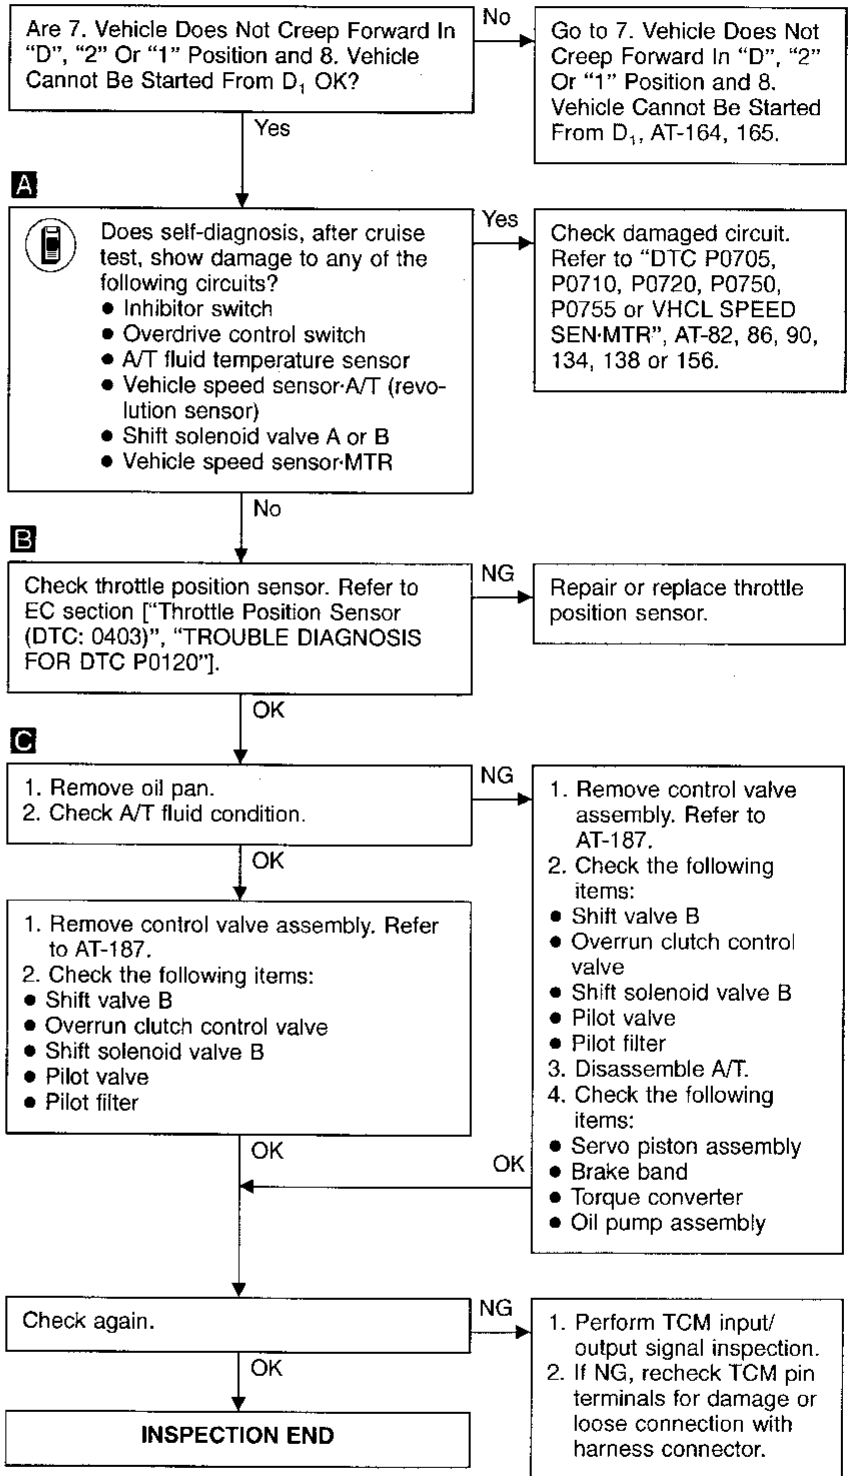 Are 7. Vehicle Does Not Creep Forward In
“D”, “2” Or “1” Position and 8. Vehicle
Cannot Be Started From D₁ OK?
No
Go to 7. Vehicle Does Not
Creep Forward In “D”, “2”
Or “1” Position and 8.
Vehicle Cannot Be Started
From D₁, AT-164, 165.
Yes
A
Does self-diagnosis, after cruise
test, show damage to any of the
following circuits?
● Inhibitor switch
● Overdrive control switch
● A/T fluid temperature sensor
● Vehicle speed sensor·A/T (revo-
lution sensor)
● Shift solenoid valve A or B
● Vehicle speed sensor·MTR
Yes
Check damaged circuit.
Refer to “DTC P0705,
P0710, P0720, P0750,
P0755 or VHCL SPEED
SEN·MTR”, AT-82, 86, 90,
134, 138 or 156.
No
B
Check throttle position sensor. Refer to
EC section [“Throttle Position Sensor
(DTC: 0403)”, “TROUBLE DIAGNOSIS
FOR DTC P0120”].
NG
Repair or replace throttle
position sensor.
OK
C
1. Remove oil pan.
2. Check A/T fluid condition.
NG
1. Remove control valve
assembly. Refer to
AT-187.
2. Check the following
items:
● Shift valve B
● Overrun clutch control
valve
● Shift solenoid valve B
● Pilot valve
● Pilot filter
3. Disassemble A/T.
4. Check the following
items:
● Servo piston assembly
● Brake band
● Torque converter
● Oil pump assembly
OK
OK
1. Remove control valve assembly. Refer
to AT-187.
2. Check the following items:
● Shift valve B
● Overrun clutch control valve
● Shift solenoid valve B
● Pilot valve
● Pilot filter
OK
Check again.
NG
1. Perform TCM input/
output signal inspection.
2. If NG, recheck TCM pin
terminals for damage or
loose connection with
harness connector.
OK
INSPECTION END